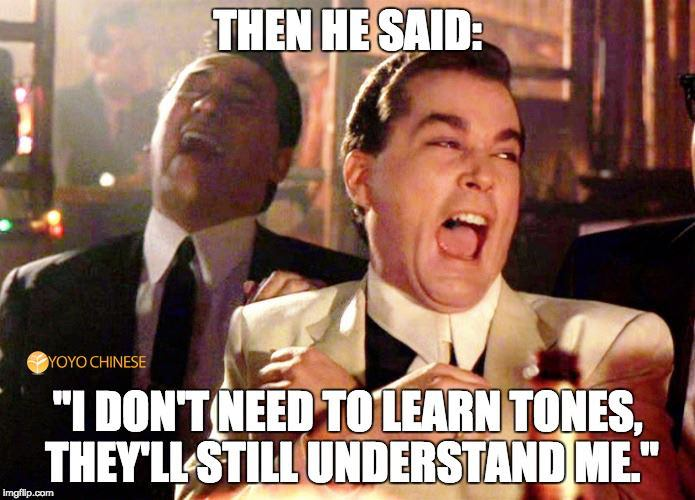 THEN HE SAID:
YOYO CHINESE
"I DON'T NEED TO LEARN TONES,
THEY'LL STILL UNDERSTAND ME."
imgflip.com